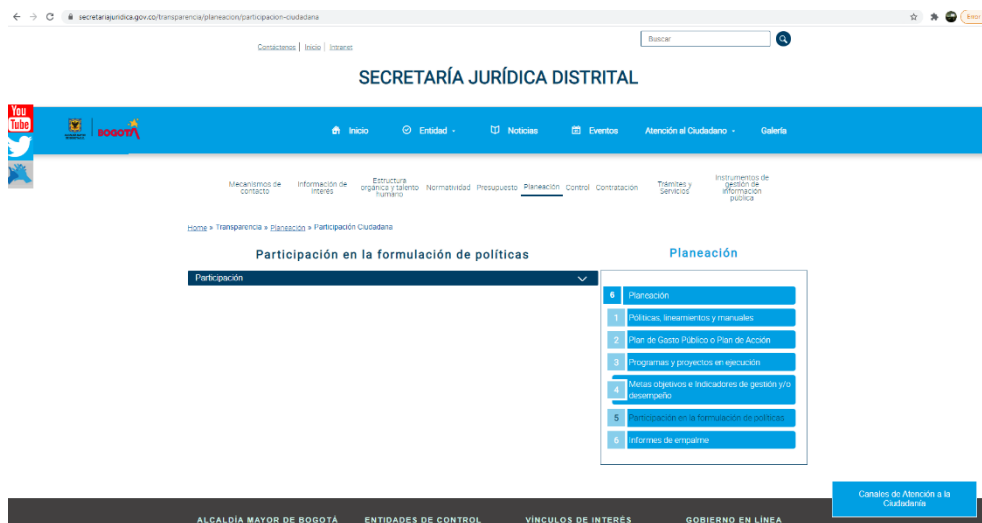 secretariajuridica.gov.co/transparencia/planeacion/participacion-ciudadana
Error
Contáctenos | Inicio | Intranet
Buscar
SECRETARÍA JURÍDICA DISTRITAL
You
Tube
BOGOTÁ
Inicio
Entidad
Noticias
Eventos
Atención al Ciudadano
Galería
Mecanismos de
contacto
Información de
interés
Estructura
orgánica y talento
humano
Normatividad
Presupuesto
Planeación
Control
Contratación
Trámites y
Servicios
Instrumentos de
gestión de
información
pública
Home » Transparencia » Planeación » Participación Ciudadana
Participación en la formulación de políticas
Participación
Planeación
6 Planeación
1 Políticas, lineamientos y manuales
2 Plan de Gasto Público o Plan de Acción
3 Programas y proyectos en ejecución
4 Metas objetivos e Indicadores de gestión y/o
desempeño
5 Participación en la formulación de políticas
6 Informes de empalme
Canales de Atención a la
Ciudadanía
ALCALDÍA MAYOR DE BOGOTÁ
ENTIDADES DE CONTROL
VÍNCULOS DE INTERÉS
GOBIERNO EN LÍNEA